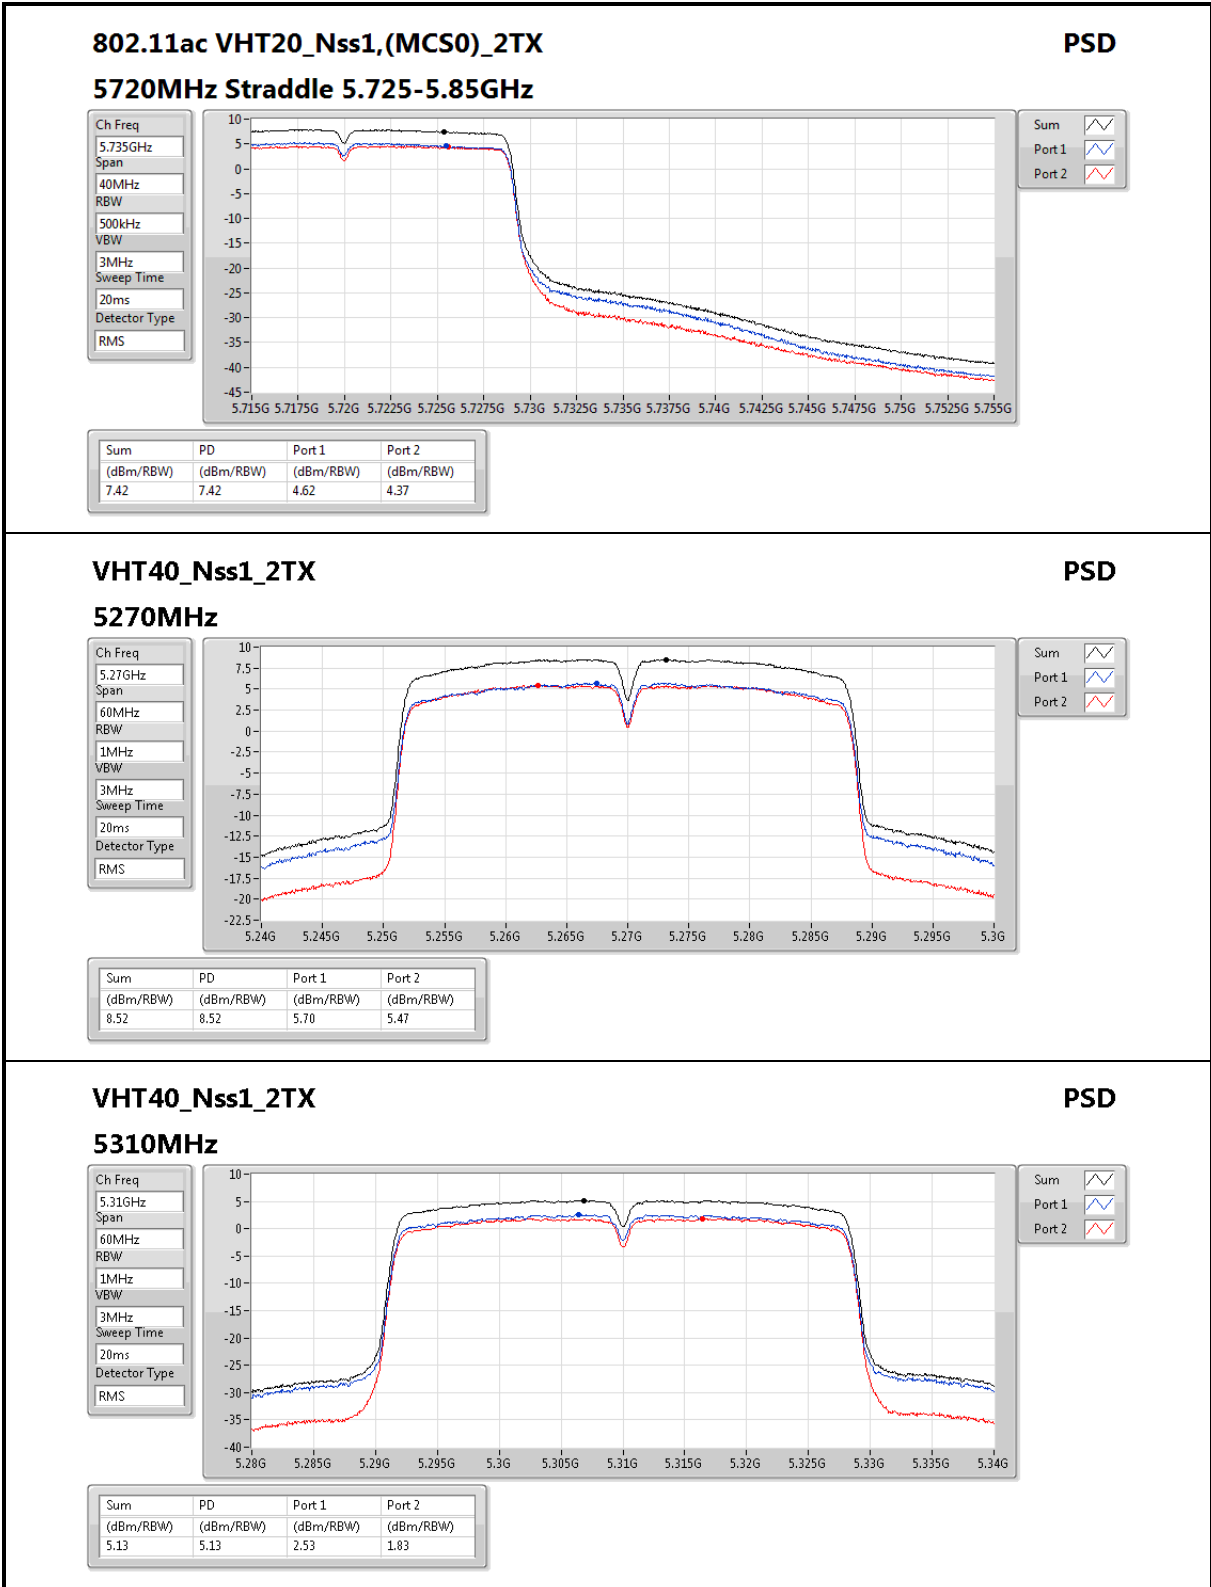 802.11ac VHT20_Nss1,(MCS0)_2TX PSD
5720MHz Straddle 5.725-5.85GHz
Ch Freq
5.735GHz
Span
40MHz
RBW
500kHz
VBW
3MHz
Sweep Time
20ms
Detector Type
RMS
10
5
0
-5
-10
-15
-20
-25
-30
-35
-40
-45
5.715G 5.7175G 5.72G 5.7225G 5.725G 5.7275G 5.73G 5.7325G 5.735G 5.7375G 5.74G 5.7425G 5.745G 5.7475G 5.75G 5.7525G 5.755G
Sum
Port 1
Port 2
Sum PD Port 1 Port 2
(dBm/RBW) (dBm/RBW) (dBm/RBW) (dBm/RBW)
7.42 7.42 4.62 4.37
VHT40_Nss1_2TX PSD
5270MHz
Ch Freq
5.27GHz
Span
60MHz
RBW
1MHz
VBW
3MHz
Sweep Time
20ms
Detector Type
RMS
10
7.5
5
2.5
0
-2.5
-5
-7.5
-10
-12.5
-15
-17.5
-20
-22.5
5.24G 5.245G 5.25G 5.255G 5.26G 5.265G 5.27G 5.275G 5.28G 5.285G 5.29G 5.295G 5.3G
Sum
Port 1
Port 2
Sum PD Port 1 Port 2
(dBm/RBW) (dBm/RBW) (dBm/RBW) (dBm/RBW)
8.52 8.52 5.70 5.47
VHT40_Nss1_2TX PSD
5310MHz
Ch Freq
5.31GHz
Span
60MHz
RBW
1MHz
VBW
3MHz
Sweep Time
20ms
Detector Type
RMS
10
5
0
-5
-10
-15
-20
-25
-30
-35
-40
5.28G 5.285G 5.29G 5.295G 5.3G 5.305G 5.31G 5.315G 5.32G 5.325G 5.33G 5.335G 5.34G
Sum
Port 1
Port 2
Sum PD Port 1 Port 2
(dBm/RBW) (dBm/RBW) (dBm/RBW) (dBm/RBW)
5.13 5.13 2.53 1.83